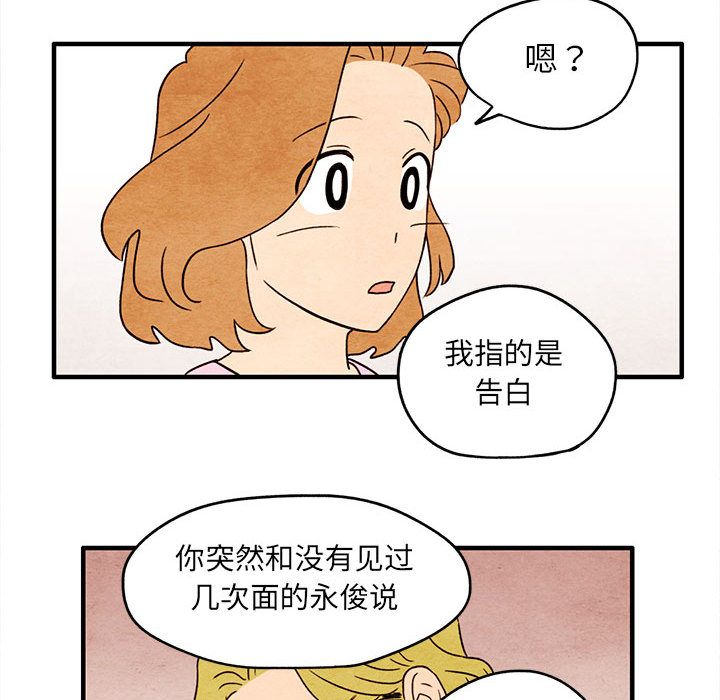 嗯？
我指的是
告白
你突然和没有见过
几次面的永俊说